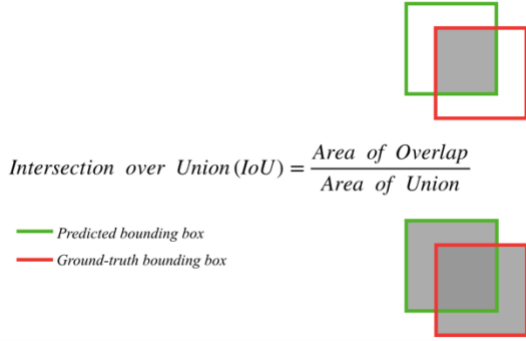 Intersection over Union (IoU) = Area of Overlap / Area of Union
Predicted bounding box
Ground-truth bounding box